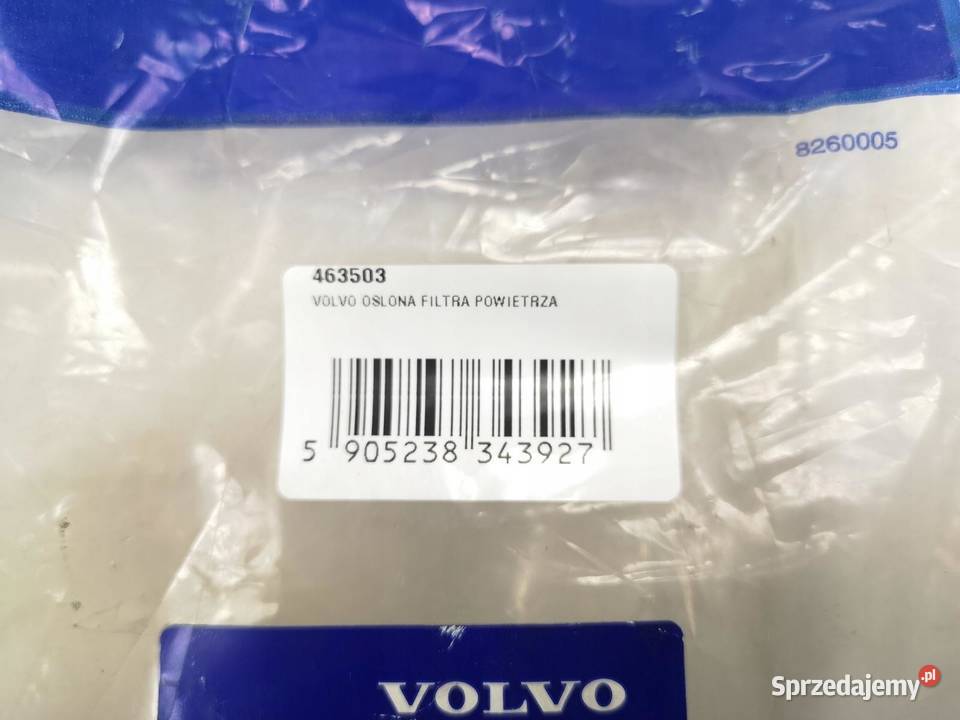 8260005
463503
VOLVO OSLONA FILTRA POWIETRZA
5 905238 343927
VOLVO
Sprzedajemy.pl